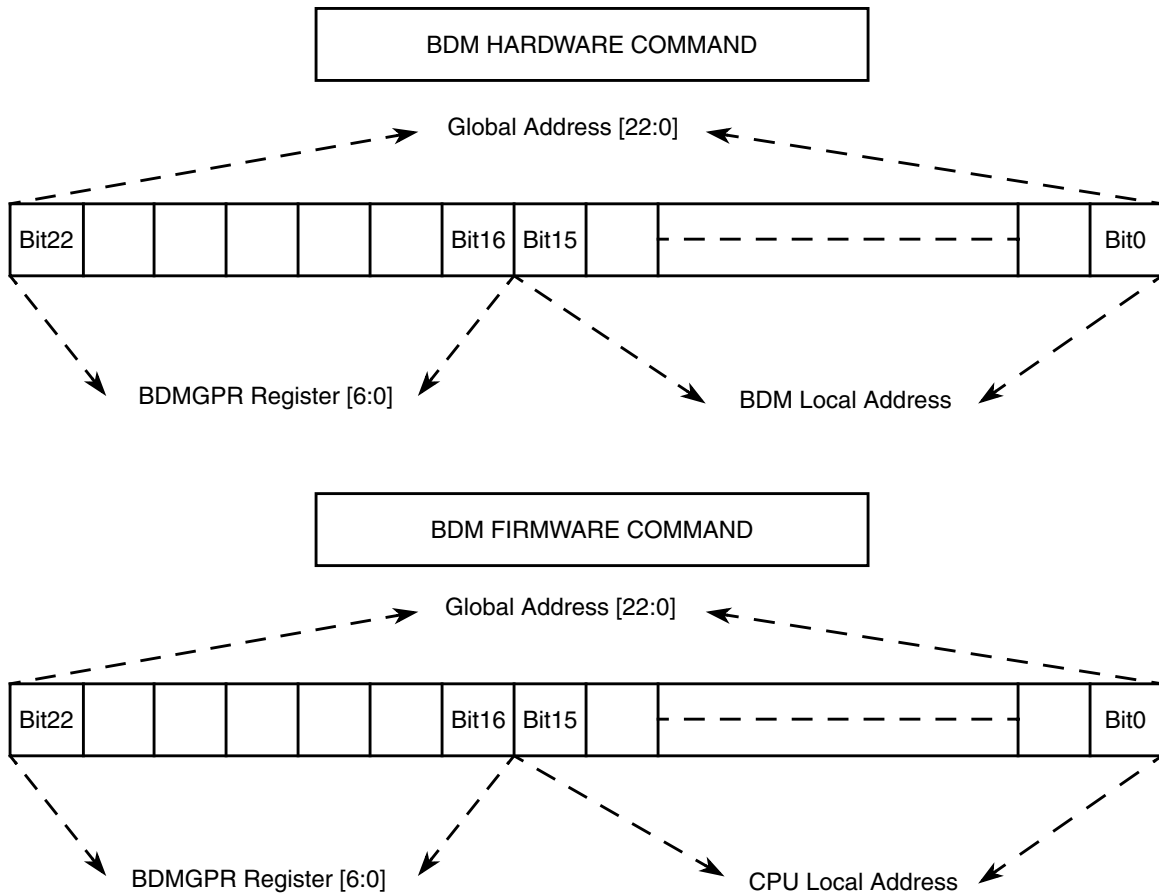 BDM HARDWARE COMMAND
Global Address [22:0]
Bit22 Bit16 Bit15 Bit0
BDMGPR Register [6:0] BDM Local Address
BDM FIRMWARE COMMAND
Global Address [22:0]
Bit22 Bit16 Bit15 Bit0
BDMGPR Register [6:0] CPU Local Address